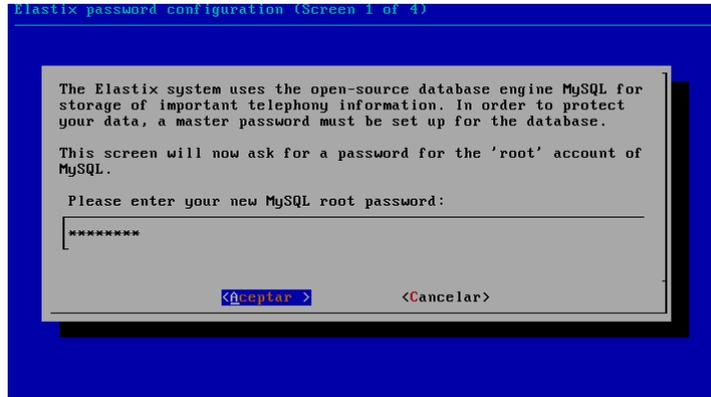 Elastix password configuration (Screen 1 of 4)
The Elastix system uses the open-source database engine MySQL for
storage of important telephony information. In order to protect
your data, a master password must be set up for the database.
This screen will now ask for a password for the 'root' account of
MySQL.
Please enter your new MySQL root password:
********
<Aceptar > <Cancelar>